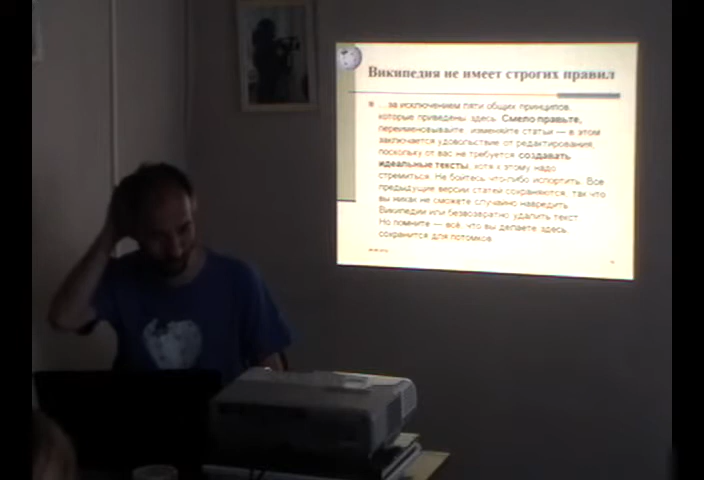 Википедия не имеет строгих правил
...за исключением пяти общих принципов,
которые приведены здесь. Смело правьте,
переименовывайте, изменяйте статьи — в этом
заключается удовольствие от редактирования,
поскольку от вас не требуется создавать
идеальные тексты, хотя к этому надо
стремиться. Не бойтесь что-либо испортить. Все
предыдущие версии статей сохраняются, так что
вы никак не сможете случайно навредить
Википедии или безвозвратно удалить текст.
Но помните — всё, что вы делаете здесь,
сохранится для потомков.